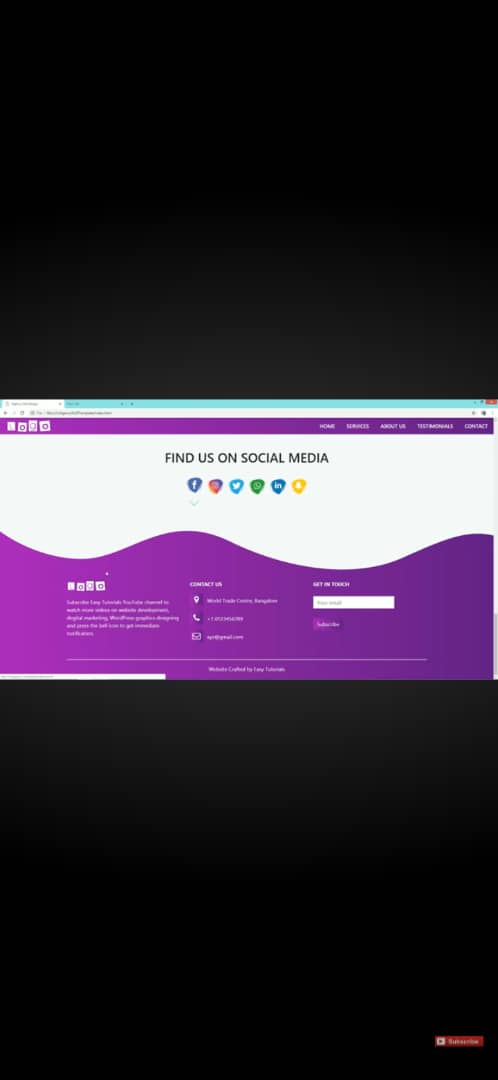 LOGO
HOME SERVICES ABOUT US TESTIMONIALS CONTACT
FIND US ON SOCIAL MEDIA
LOGO
Subscribe Easy Tutorials YouTube channel to
watch more videos on website development,
digital marketing, WordPress graphics designing
and press the bell icon to get immediate
notification.
CONTACT US
World Trade Centre, Bangalore
+1 0123456789
GET IN TOUCH
Your email
Subscribe
Website Crafted by Easy Tutorials
Subscribe